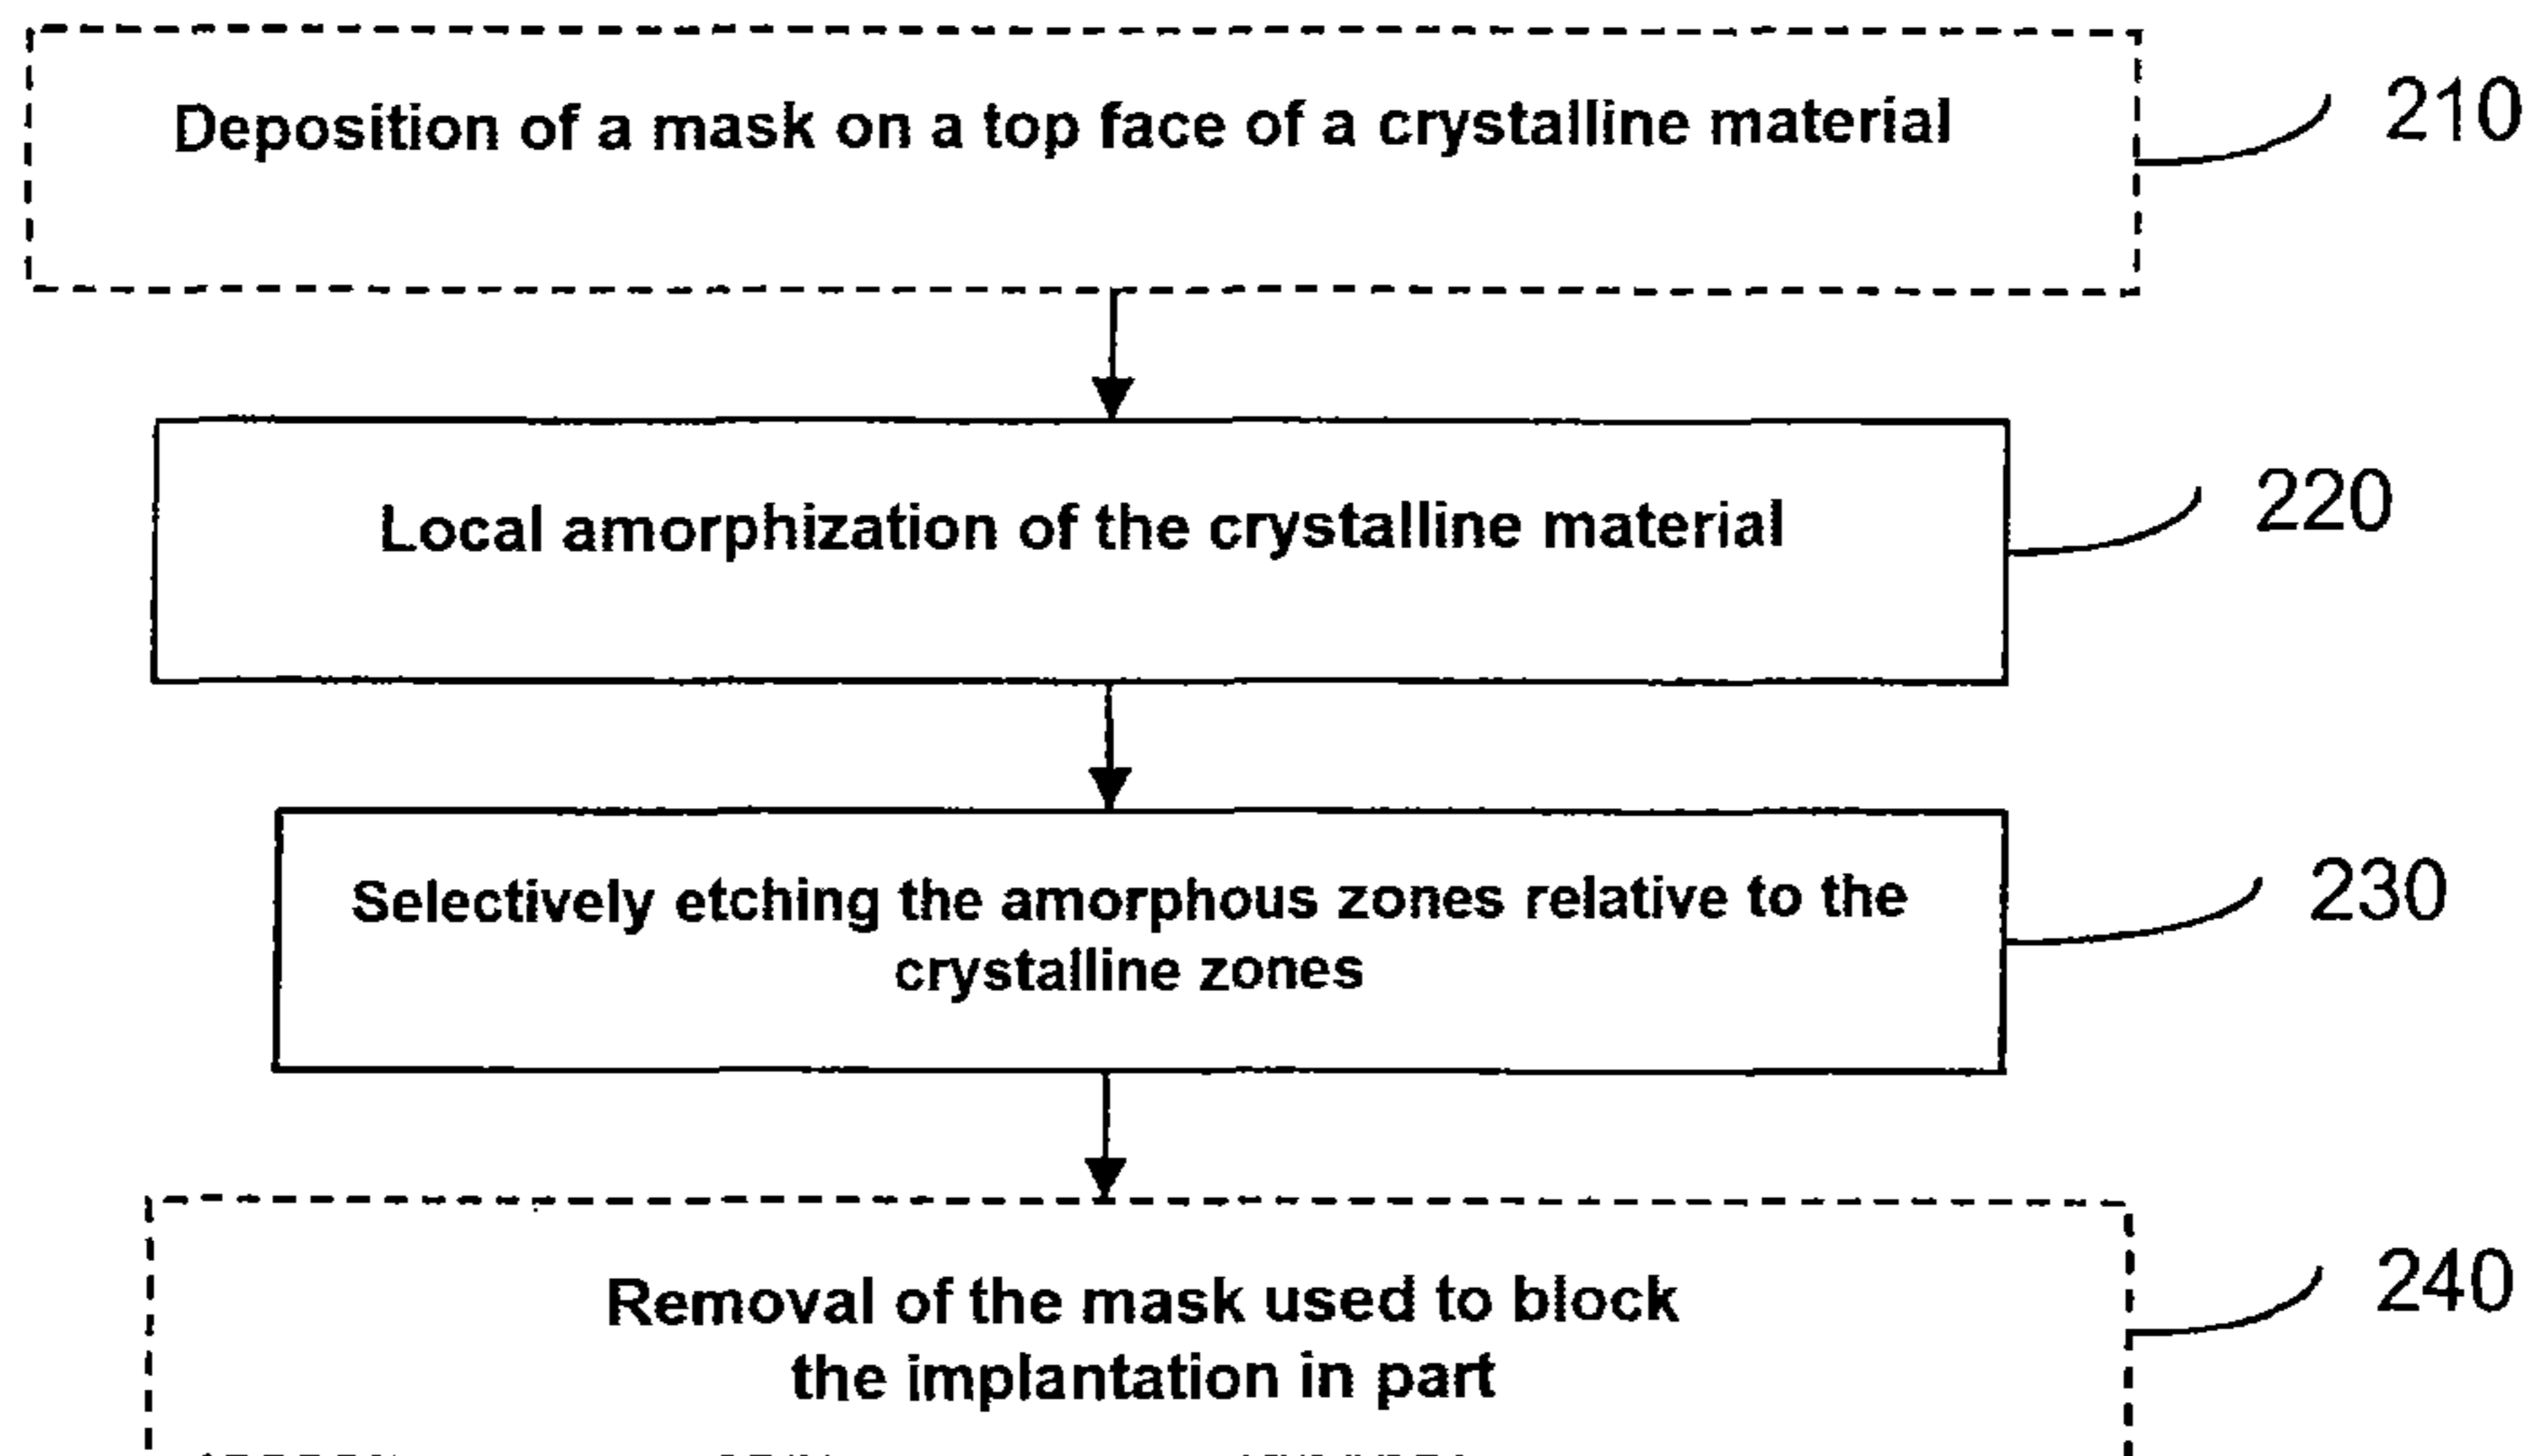 Deposition of a mask on a top face of a crystalline material
210
Local amorphization of the crystalline material
220
Selectively etching the amorphous zones relative to the
crystalline zones
230
Removal of the mask used to block
the implantation in part
240